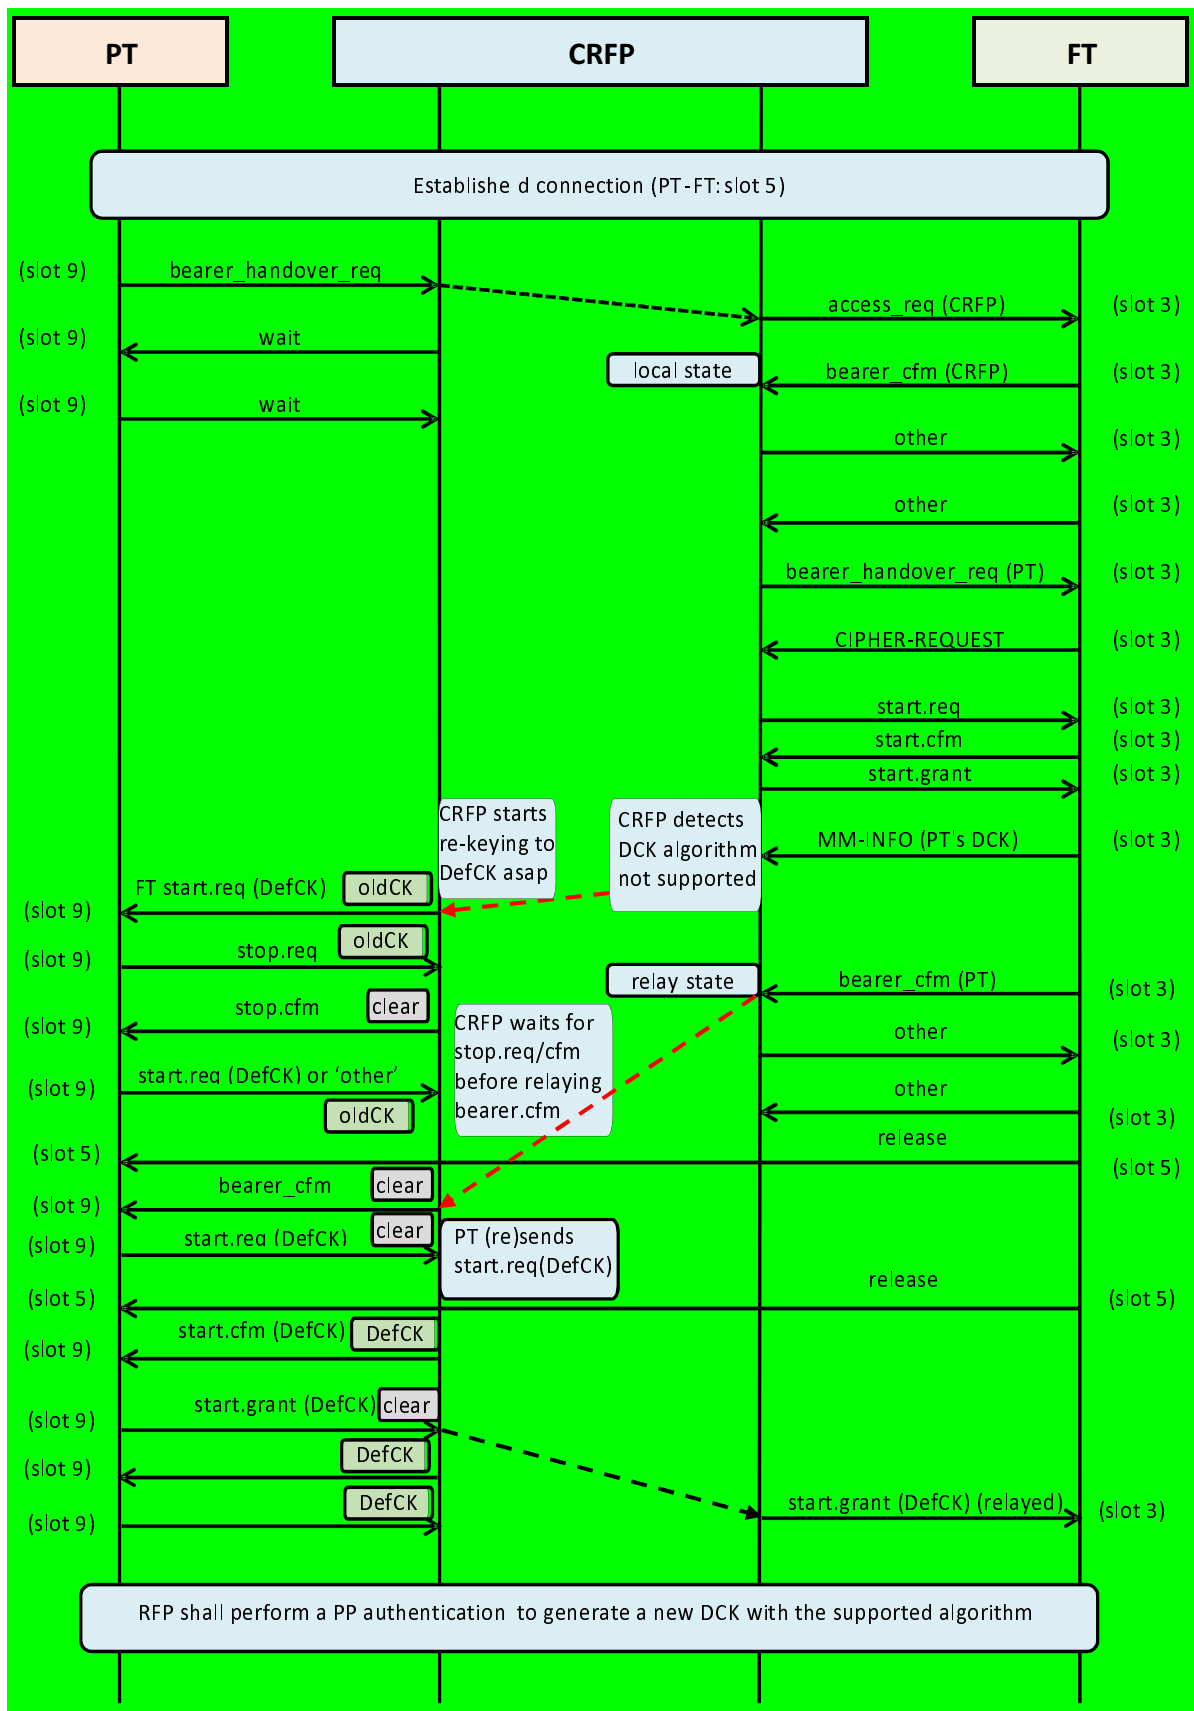 PT
CRFP
FT
Establishe d connection (PT-FT: slot 5)
(slot 9)
bearer_handover_req
access_req (CRFP)
(slot 3)
(slot 9)
wait
local state
bearer_cfm (CRFP)
(slot 3)
(slot 9)
wait
other
(slot 3)
other
(slot 3)
bearer_handover_req (PT)
(slot 3)
CIPHER-REQUEST
(slot 3)
start.req
(slot 3)
start.cfm
(slot 3)
start.grant
(slot 3)
CRFP starts
re-keying to
DefCK asap
CRFP detects
DCK algorithm
not supported
MM-INFO (PT's DCK)
(slot 3)
FT start.req (DefCK)
oldCK
(slot 9)
stop.req
oldCK
(slot 9)
relay state
bearer_cfm (PT)
(slot 3)
stop.cfm
clear
(slot 9)
CRFP waits for
stop.req/cfm
before relaying
bearer.cfm
other
(slot 3)
start.req (DefCK) or ‘other’
(slot 9)
oldCK
other
(slot 3)
release
(slot 5)
(slot 5)
bearer_cfm
clear
(slot 9)
start.req (DefCK)
clear
(slot 9)
PT (re)sends
start.req(DefCK)
release
(slot 5)
(slot 5)
start.cfm (DefCK)
DefCK
(slot 9)
start.grant (DefCK)
clear
(slot 9)
DefCK
(slot 9)
DefCK
(slot 9)
start.grant (DefCK) (relayed)
(slot 3)
RFP shall perform a PP authentication to generate a new DCK with the supported algorithm